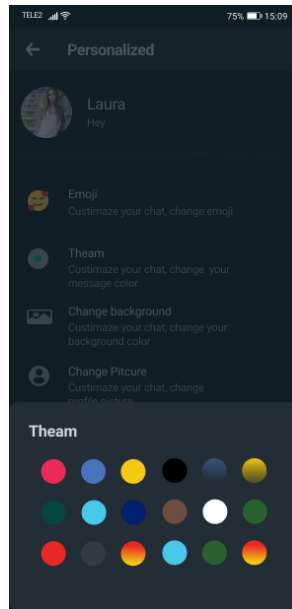 TELE2 75% 15:09
Personalized
Laura
Hey
Emoji
Custimaze your chat, change emoji
Theam
Custimaze your chat, change your
message color
Change background
Custimaze your chat, change your
background color
Change Pitcure
Custimaze your chat, change
profile picture
Theam